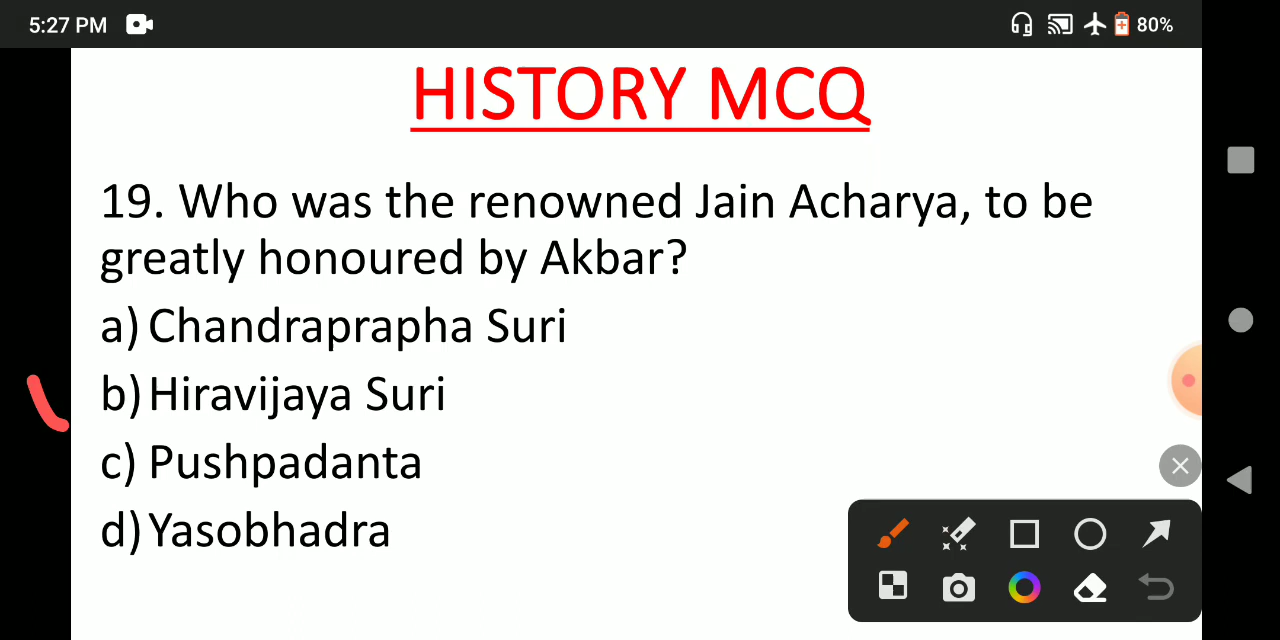 5:27 PM
80%
HISTORY MCQ
19. Who was the renowned Jain Acharya, to be
greatly honoured by Akbar?
a) Chandraprapha Suri
b) Hiravijaya Suri
c) Pushpadanta
d) Yasobhadra